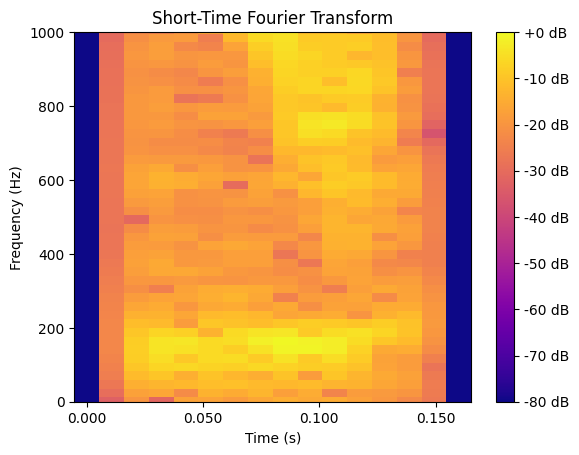 Short-Time Fourier Transform
1000
800
600
400
200
0
Frequency (Hz)
0.000
0.050
0.100
0.150
Time (s)
+0 dB
-10 dB
-20 dB
-30 dB
-40 dB
-50 dB
-60 dB
-70 dB
-80 dB